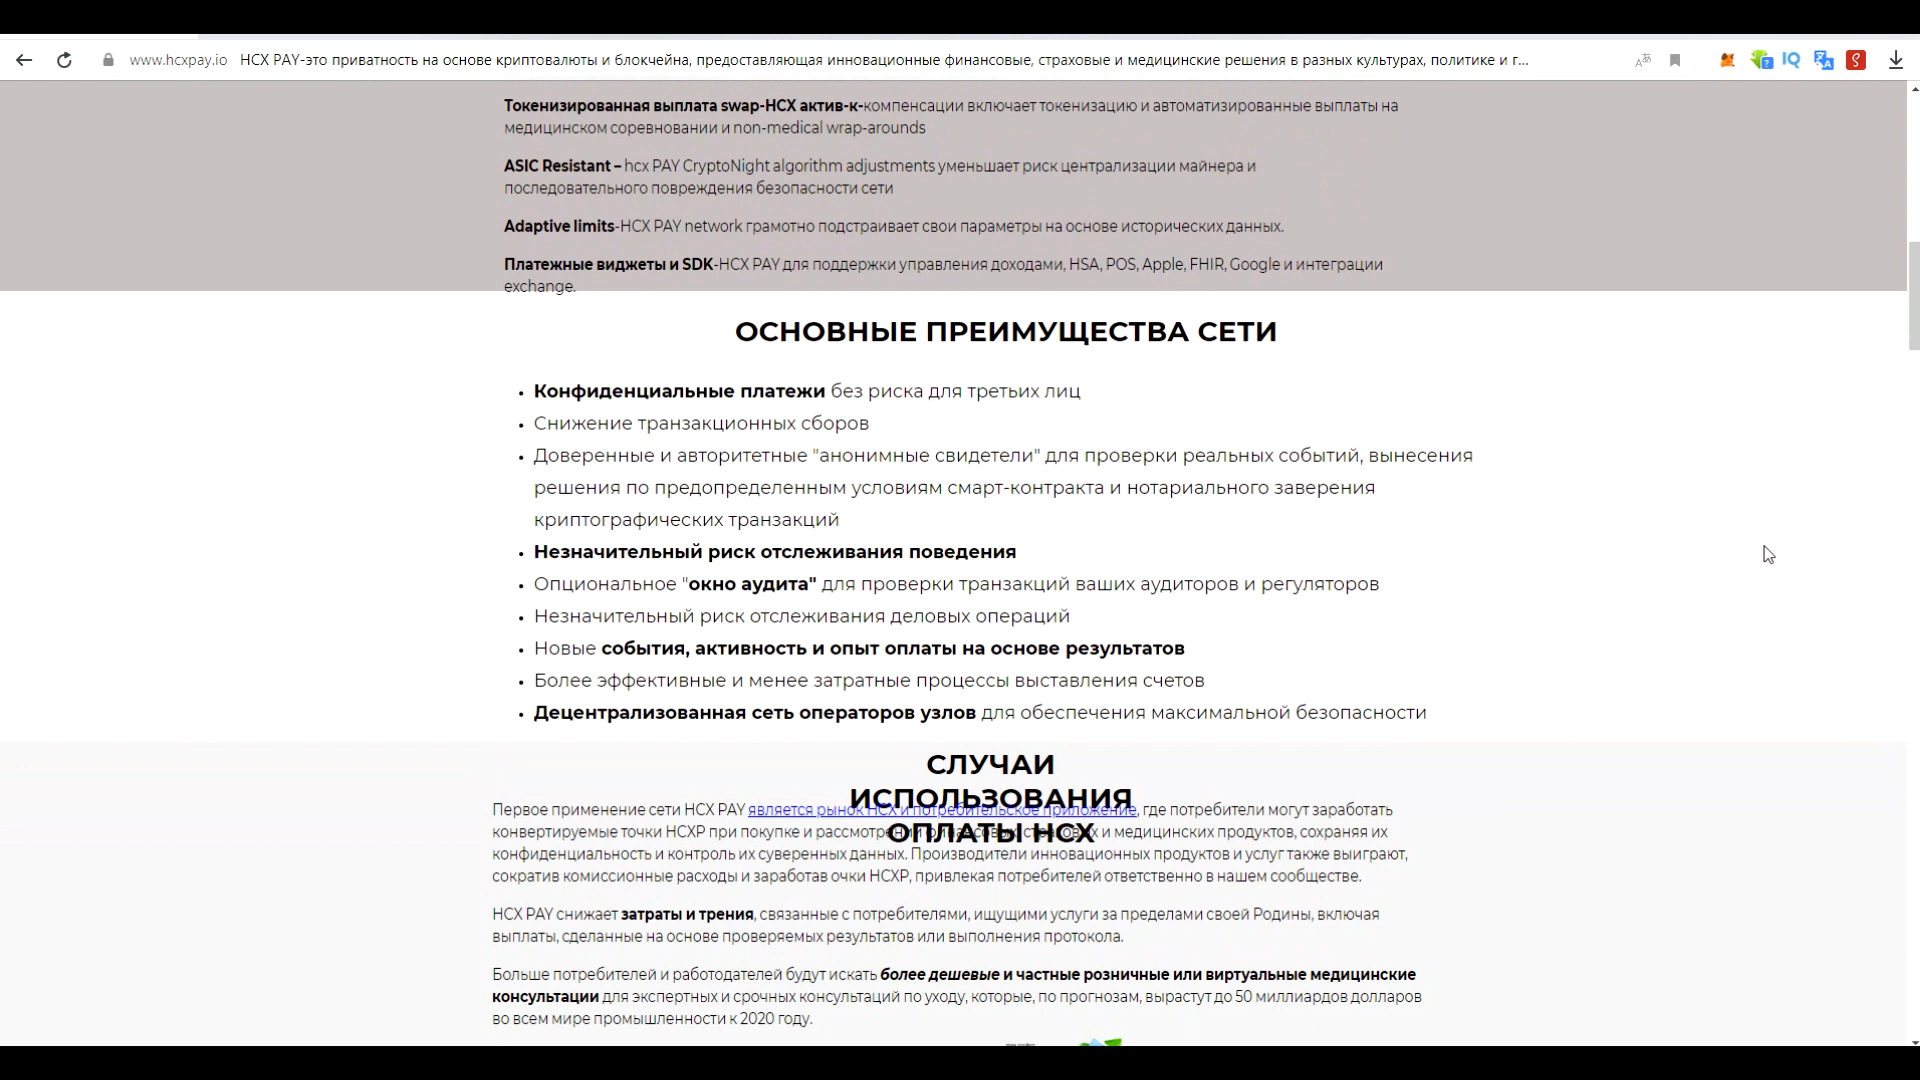 www.hcxpay.io HCX PAY-это приватность на основе криптовалюты и блокчейна, предоставляющая инновационные финансовые, страховые и медицинские решения в разных культурах, политике и г...
Токенизированная выплата swap-HCX актив-к-компенсации включает токенизацию и автоматизированные выплаты на
медицинском соревновании и non-medical wrap-arounds
ASIC Resistant – hcx PAY CryptoNight algorithm adjustments уменьшает риск централизации майнера и
последовательного повреждения безопасности сети
Adaptive limits-HCX PAY network грамотно подстраивает свои параметры на основе исторических данных.
Платежные виджеты и SDK-HCX PAY для поддержки управления доходами, HSA, POS, Apple, FHIR, Google и интеграции
exchange.
ОСНОВНЫЕ ПРЕИМУЩЕСТВА СЕТИ
• Конфиденциальные платежи без риска для третьих лиц
• Снижение транзакционных сборов
• Доверенные и авторитетные "анонимные свидетели" для проверки реальных событий, вынесения
решения по предопределенным условиям смарт-контракта и нотариального заверения
криптографических транзакций
• Незначительный риск отслеживания поведения
• Опциональное "окно аудита" для проверки транзакций ваших аудиторов и регуляторов
• Незначительный риск отслеживания деловых операций
• Новые события, активность и опыт оплаты на основе результатов
• Более эффективные и менее затратные процессы выставления счетов
• Децентрализованная сеть операторов узлов для обеспечения максимальной безопасности
СЛУЧАИ
ИСПОЛЬЗОВАНИЯ
ОПЛАТЫ HCX
Первое применение сети HCX PAY является рынок HCX и потребительское приложение, где потребители могут заработать
конвертируемые точки HCXP при покупке и рассмотрении финансовых, страховых и медицинских продуктов, сохраняя их
конфиденциальность и контроль их суверенных данных. Производители инновационных продуктов и услуг также выиграют,
сократив комиссионные расходы и заработав очки HCXP, привлекая потребителей ответственно в нашем сообществе.
HCX PAY снижает затраты и трения, связанные с потребителями, ищущими услуги за пределами своей Родины, включая
выплаты, сделанные на основе проверяемых результатов или выполнения протокола.
Больше потребителей и работодателей будут искать более дешевые и частные розничные или виртуальные медицинские
консультации для экспертных и срочных консультаций по уходу, которые, по прогнозам, вырастут до 50 миллиардов долларов
во всем мире промышленности к 2020 году.